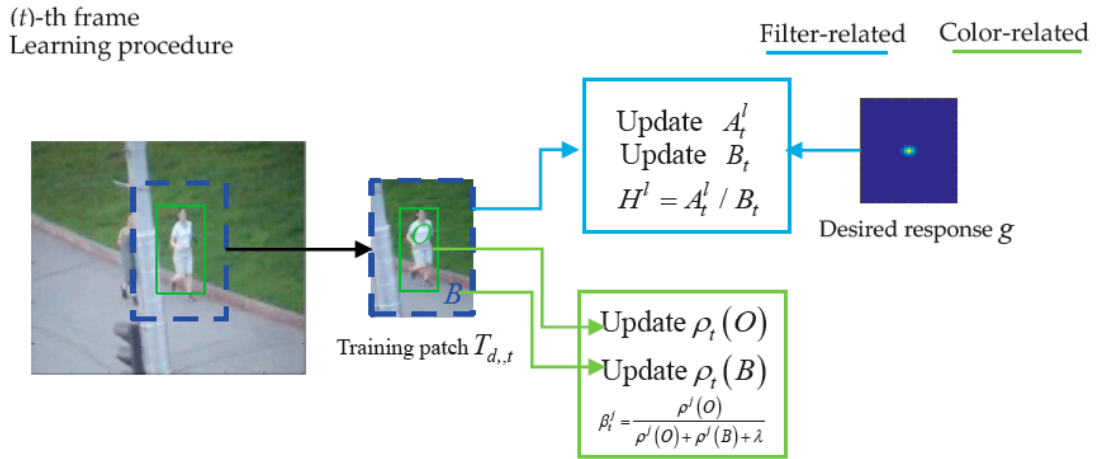 (t)-th frame
Learning procedure
Filter-related
Color-related
Update A_t^l
Update B_t
H^l = A_t^l / B_t
Desired response g
O
B
Training patch T_{d,,t}
Update ρ_t(O)
Update ρ_t(B)
β_t^j = ρ^j(O) / (ρ^j(O) + ρ^j(B) + λ)